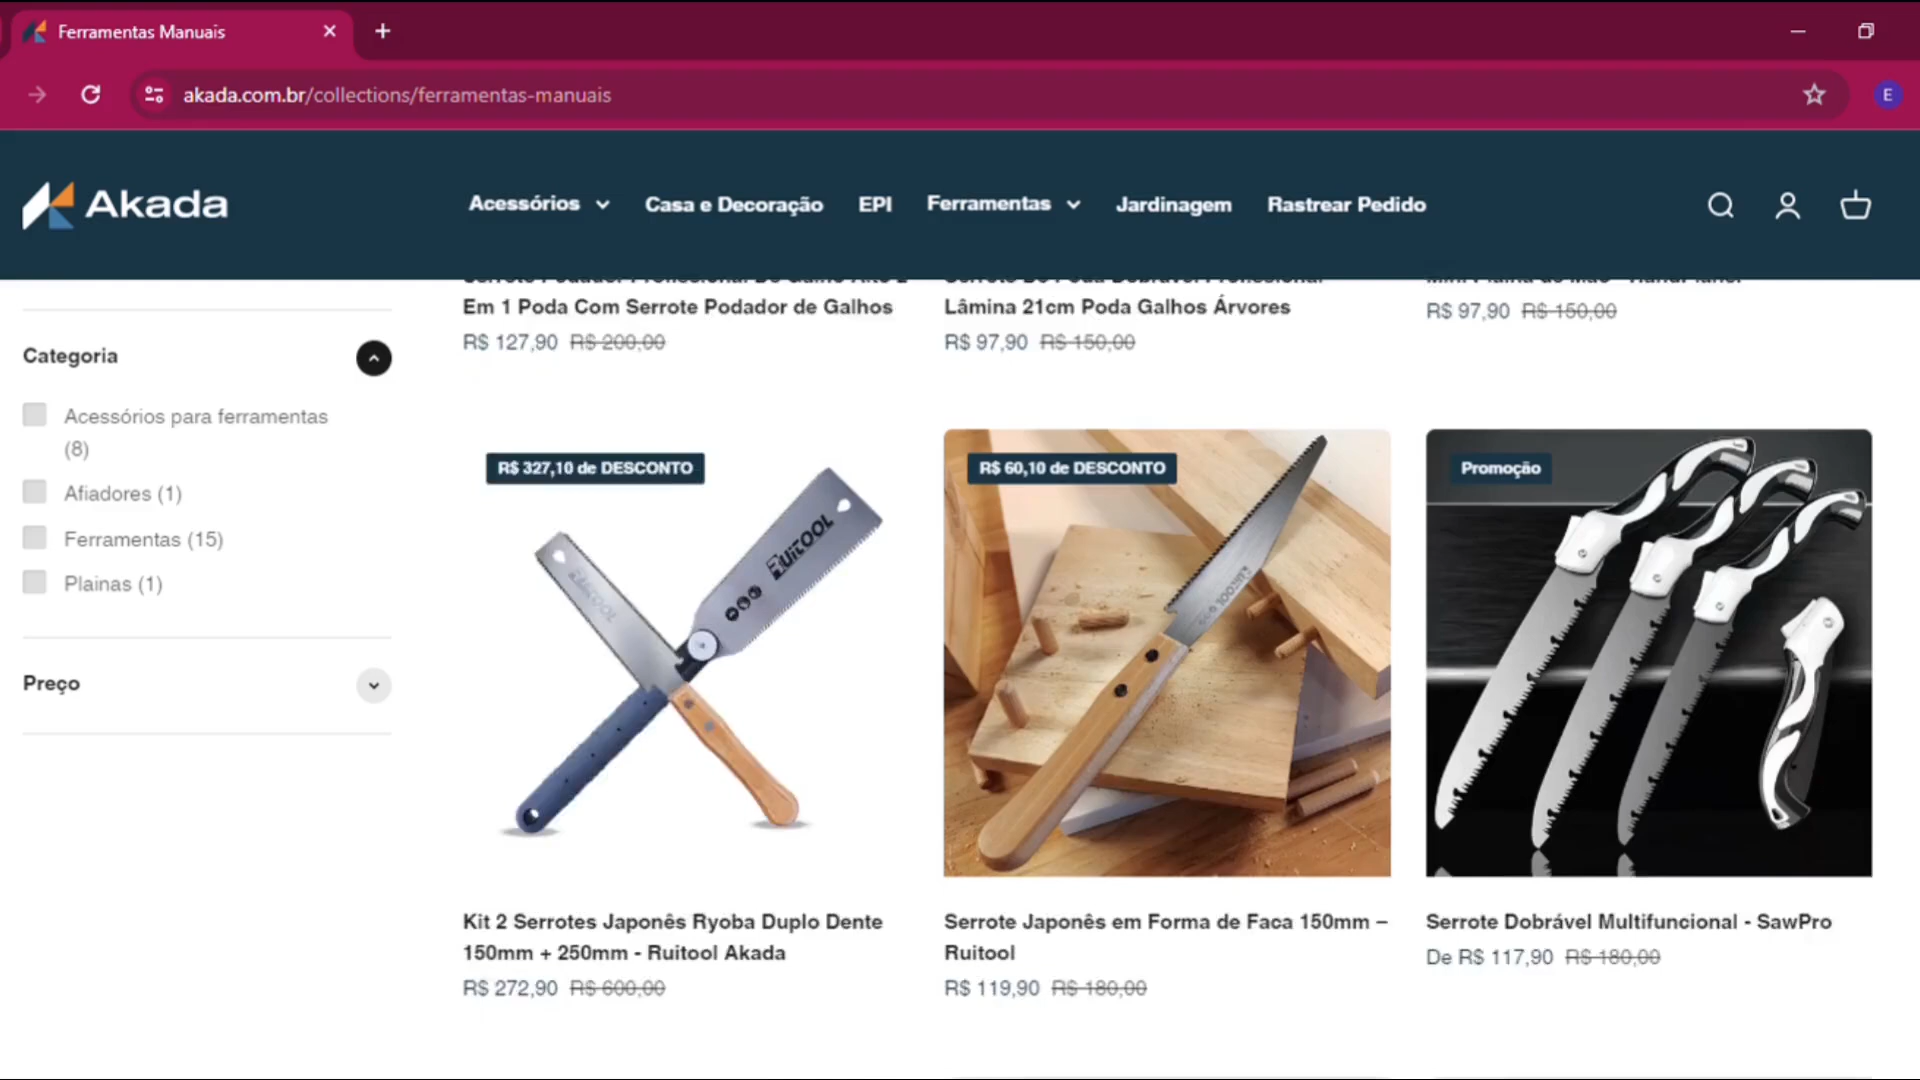 Ferramentas Manuais
akada.com.br/collections/ferramentas-manuais
E
Akada
Acessórios
Casa e Decoração
EPI
Ferramentas
Jardinagem
Rastrear Pedido
Em 1 Poda Com Serrote Podador de Galhos
R$ 127,90 R$ 200,00
Lâmina 21cm Poda Galhos Árvores
R$ 97,90 R$ 150,00
R$ 97,90 R$ 150,00
Categoria
Acessórios para ferramentas
(8)
Afiadores (1)
Ferramentas (15)
Plainas (1)
Preço
R$ 327,10 de DESCONTO
RUITOOL
RUITOOL
Kit 2 Serrotes Japonês Ryoba Duplo Dente
150mm + 250mm - Ruitool Akada
R$ 272,90 R$ 600,00
R$ 60,10 de DESCONTO
RUITOOL
Serrote Japonês em Forma de Faca 150mm –
Ruitool
R$ 119,90 R$ 180,00
Promoção
Serrote Dobrável Multifuncional - SawPro
De R$ 117,90 R$ 180,00